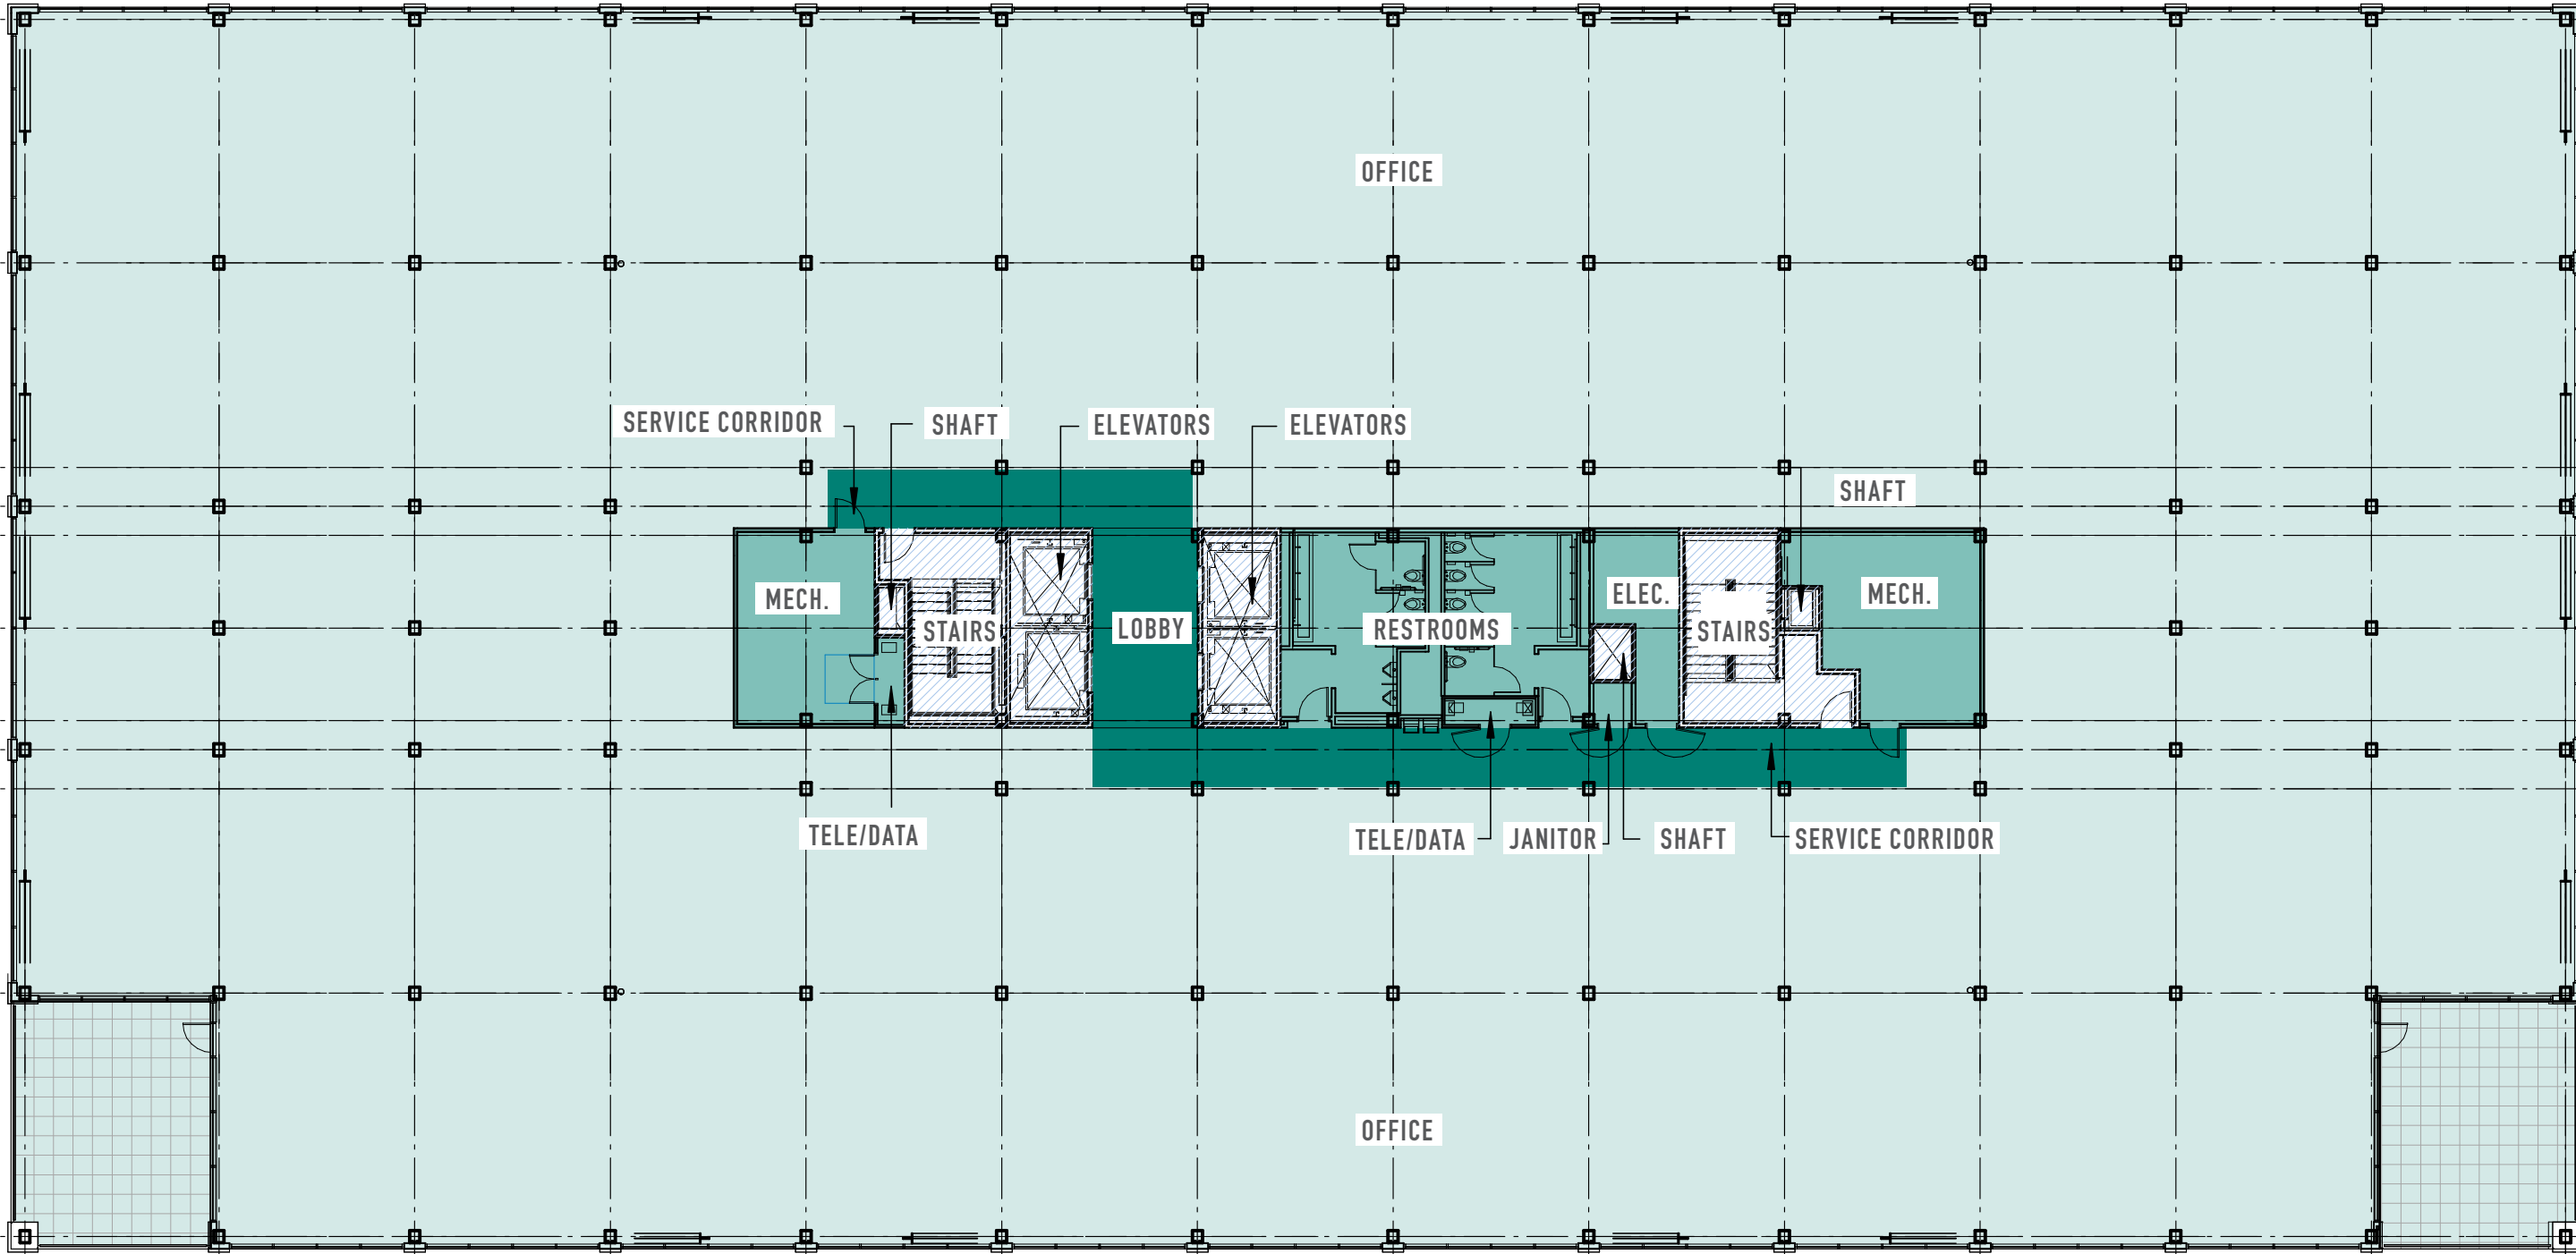 OFFICE
SERVICE CORRIDOR
SHAFT
ELEVATORS
ELEVATORS
SHAFT
MECH.
STAIRS
LOBBY
RESTROOMS
ELEC.
STAIRS
MECH.
TELE/DATA
TELE/DATA
JANITOR
SHAFT
SERVICE CORRIDOR
OFFICE